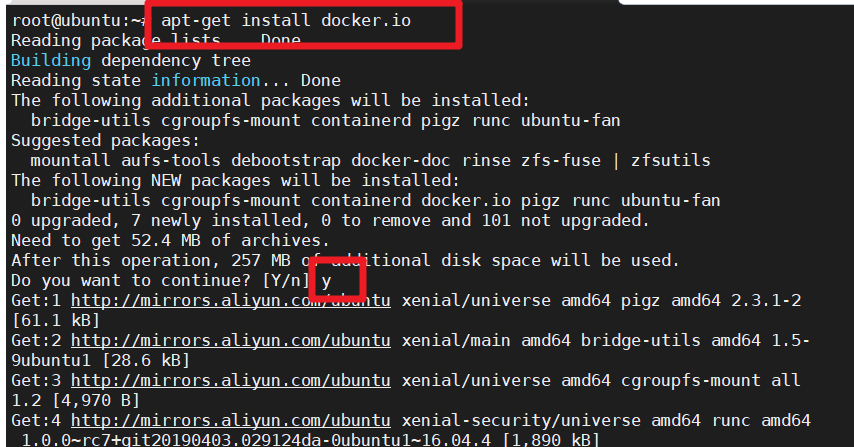 root@ubuntu:~# apt-get install docker.io
Reading package lists... Done
Building dependency tree
Reading state information... Done
The following additional packages will be installed:
  bridge-utils cgroupfs-mount containerd pigz runc ubuntu-fan
Suggested packages:
  mountall aufs-tools debootstrap docker-doc rinse zfs-fuse | zfsutils
The following NEW packages will be installed:
  bridge-utils cgroupfs-mount containerd docker.io pigz runc ubuntu-fan
0 upgraded, 7 newly installed, 0 to remove and 101 not upgraded.
Need to get 52.4 MB of archives.
After this operation, 257 MB of additional disk space will be used.
Do you want to continue? [Y/n] y
Get:1 http://mirrors.aliyun.com/ubuntu xenial/universe amd64 pigz amd64 2.3.1-2
[61.1 kB]
Get:2 http://mirrors.aliyun.com/ubuntu xenial/main amd64 bridge-utils amd64 1.5-
9ubuntu1 [28.6 kB]
Get:3 http://mirrors.aliyun.com/ubuntu xenial/universe amd64 cgroupfs-mount all
1.2 [4,970 B]
Get:4 http://mirrors.aliyun.com/ubuntu xenial-security/universe amd64 runc amd64
 1.0.0~rc7+git20190403.029124da-0ubuntu1~16.04.4 [1,890 kB]